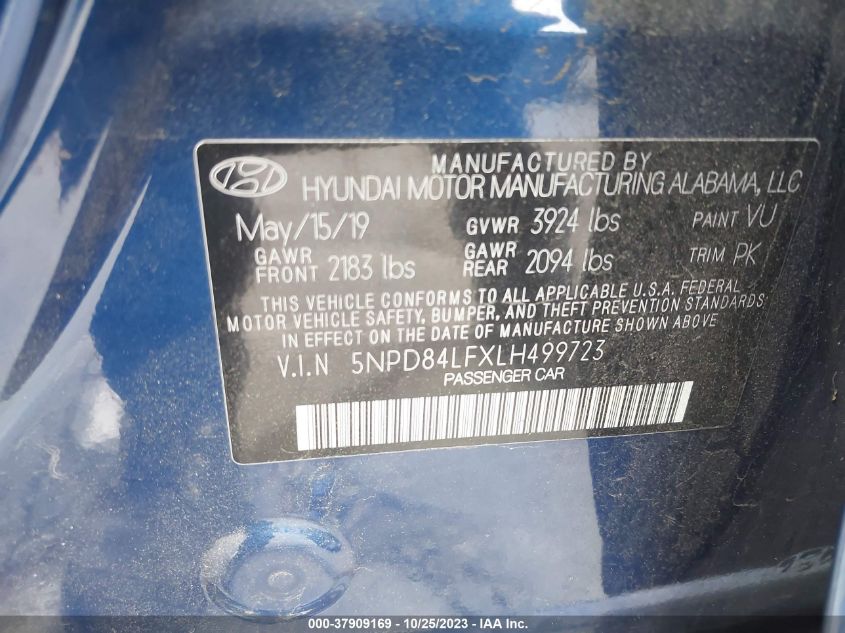 MANUFACTURED BY
HYUNDAI MOTOR MANUFACTURING ALABAMA, LLC
May/15/19 GVWR 3924 lbs PAINT VU
GAWR FRONT 2183 lbs GAWR REAR 2094 lbs TRIM PK
THIS VEHICLE CONFORMS TO ALL APPLICABLE U.S.A. FEDERAL
MOTOR VEHICLE SAFETY, BUMPER, AND THEFT PREVENTION STANDARDS
IN EFFECT ON THE DATE OF MANUFACTURE SHOWN ABOVE
V.I.N 5NPD84LFXLH499723
PASSENGER CAR
000-37909169 - 10/25/2023 - IAA Inc.